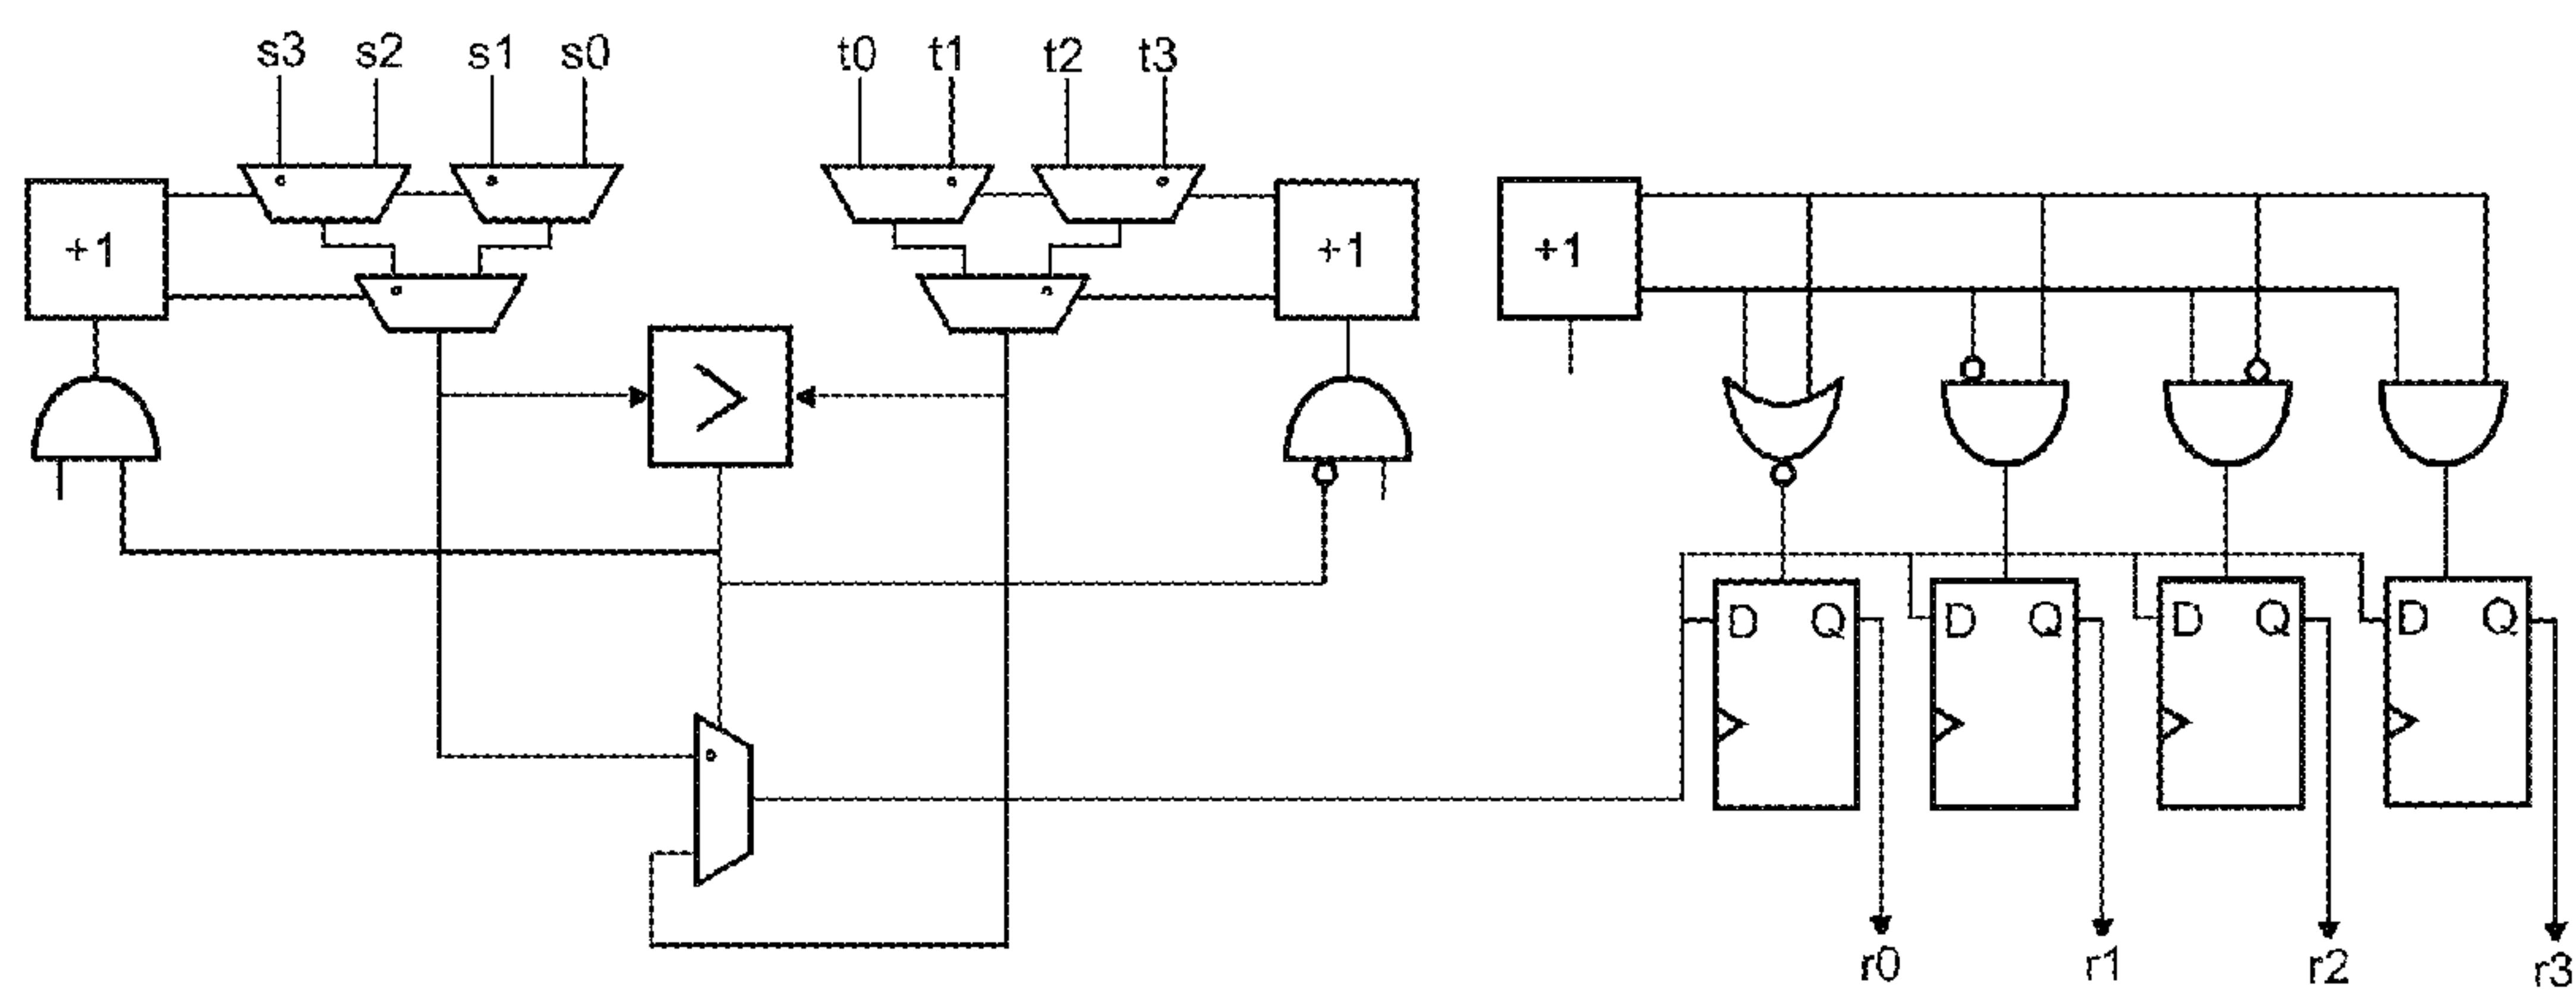 s3 s2 s1 s0 t0 t1 t2 t3
+1 +1 +1
>
D Q D Q D Q D Q
r0 r1 r2 r3